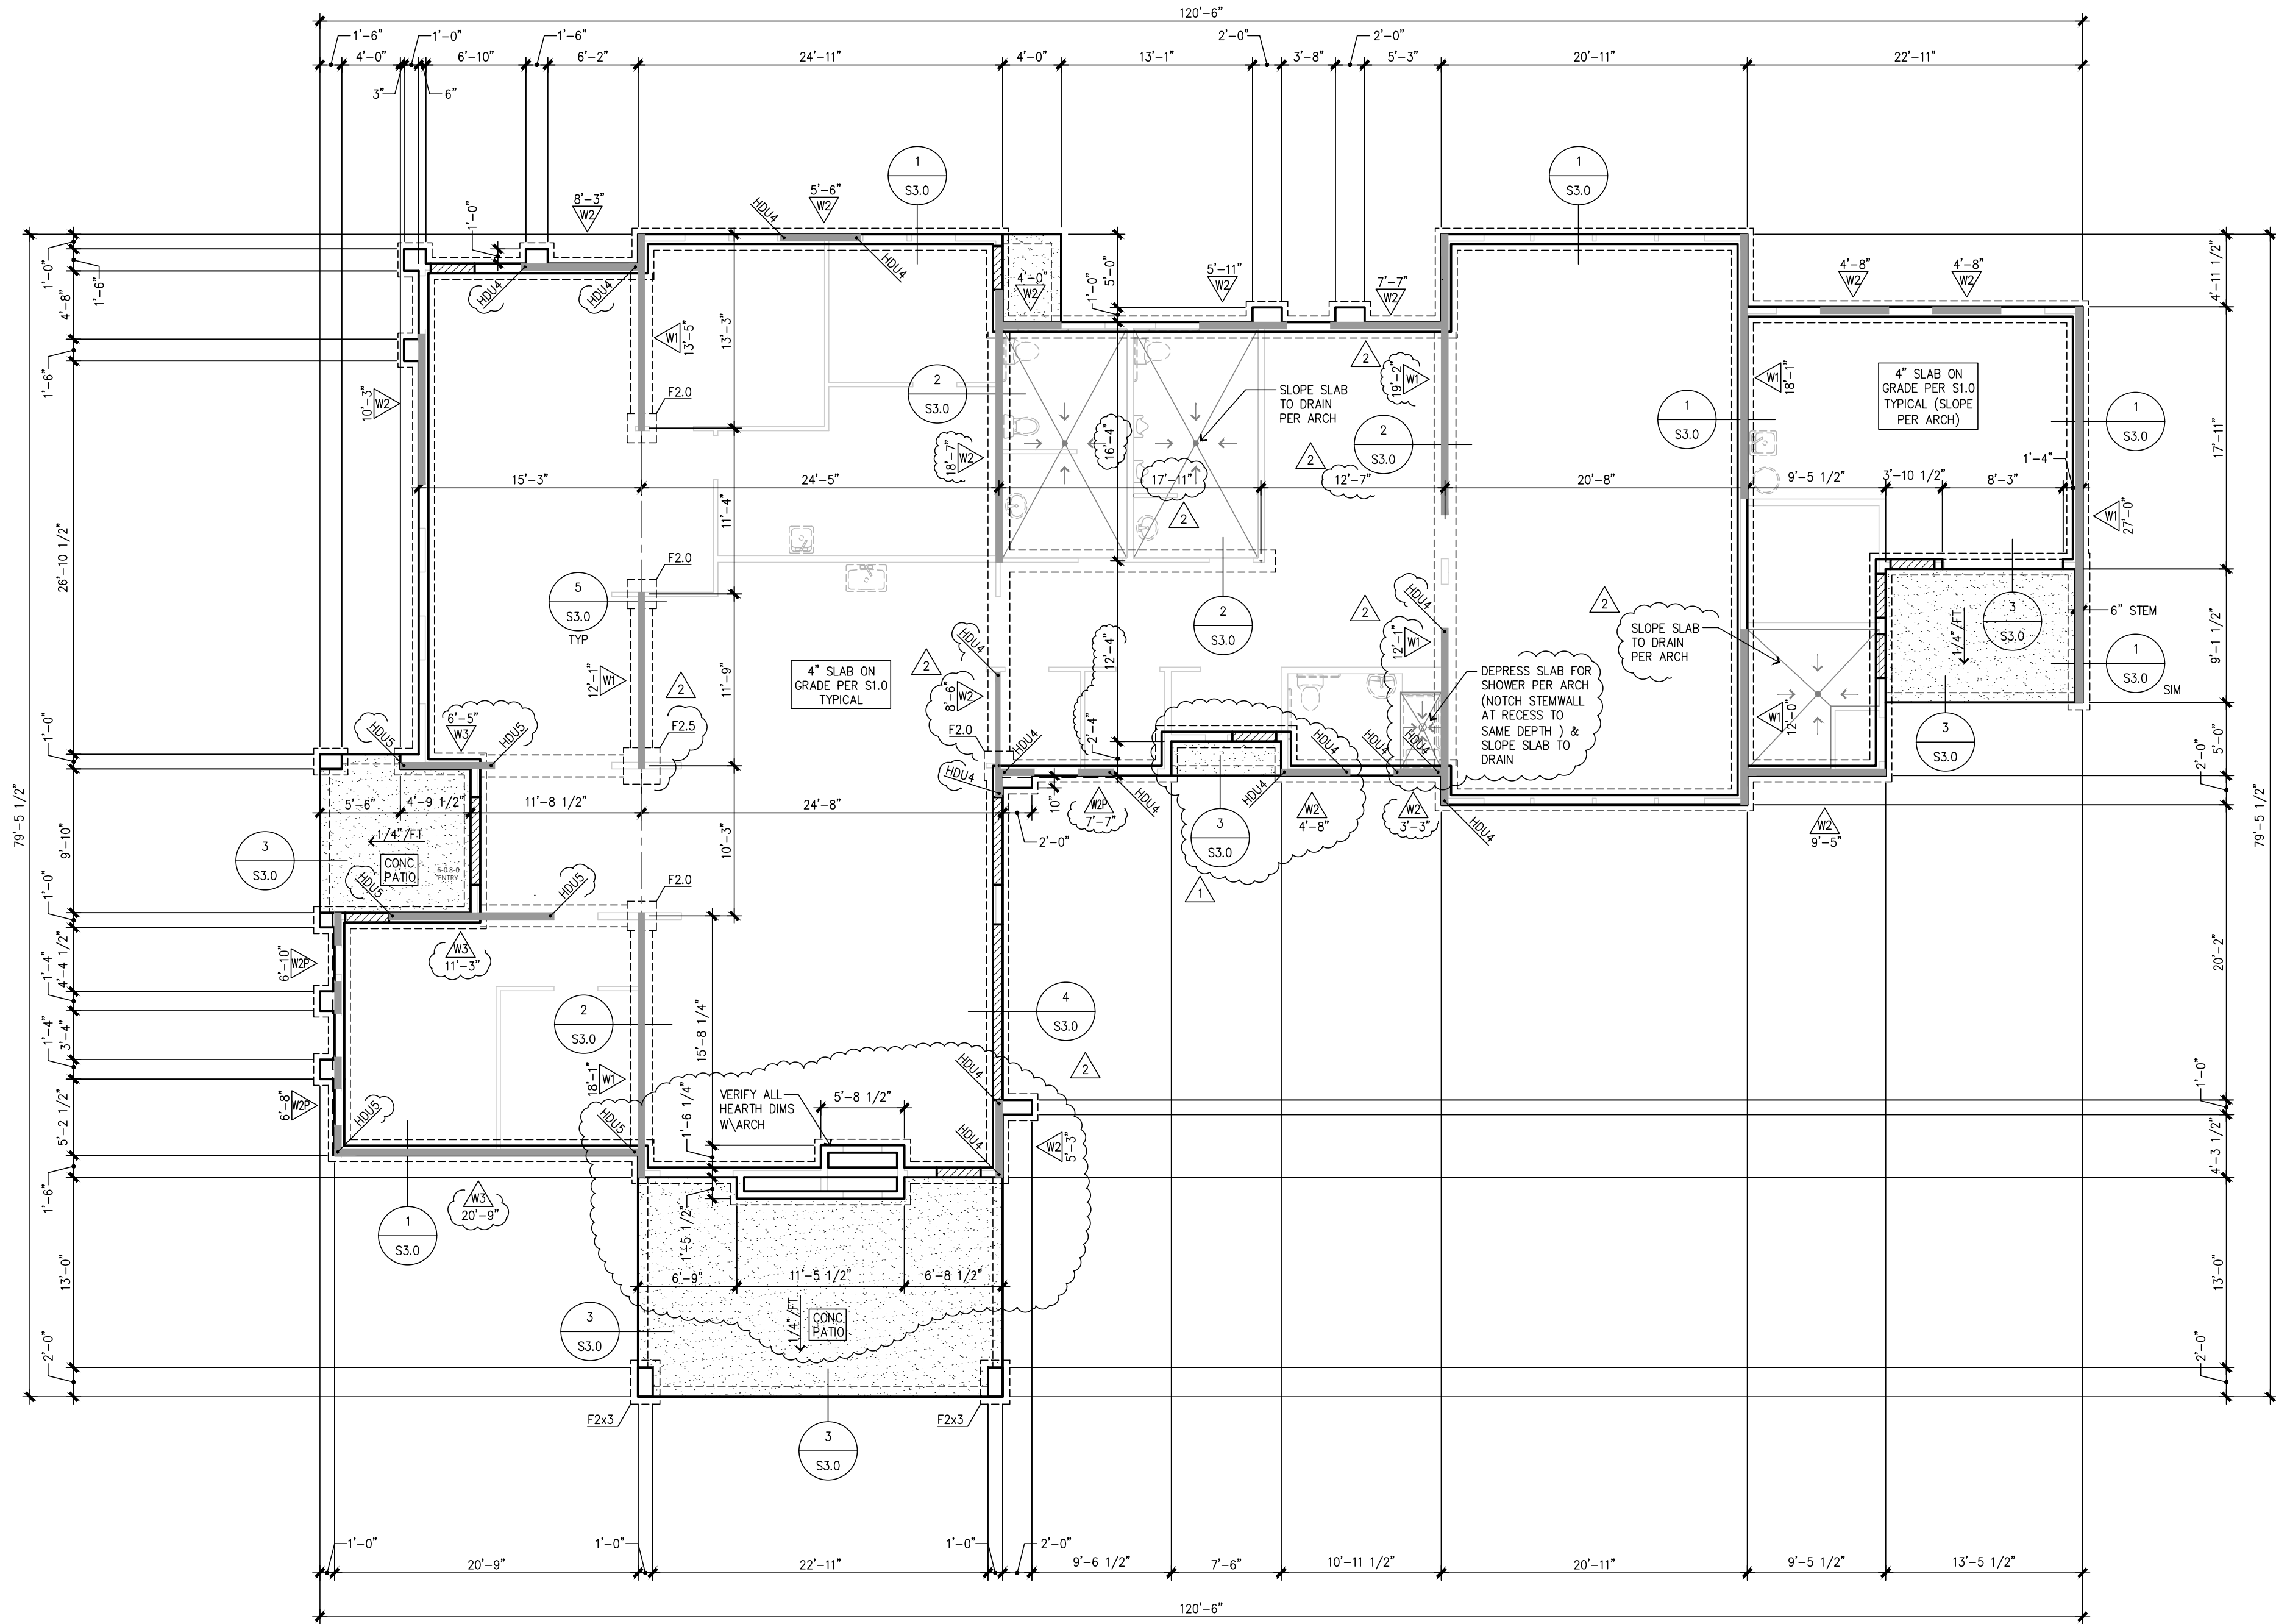 120'-6"
1'-6"
4'-0"
1'-0"
6'-10"
1'-6"
6'-2"
24'-11"
4'-0"
13'-1"
2'-0"
3'-8"
2'-0"
5'-3"
20'-11"
22'-11"
3"
6"
1
S3.0
1
S3.0
8'-3"
W2
1'-0"
5'-6"
W2
HDU4
HDU4
HDU4
HDU4
4'-0"
W2
5'-0"
1'-0"
5'-11"
W2
7'-7"
W2
4'-8"
W2
4'-8"
W2
1'-0"
1'-0"
1'-6"
4'-8"
1'-6"
26'-10 1/2"
79'-5 1/2"
4'-11 1/2"
17'-11"
79'-5 1/2"
W1
13'-5"
13'-3"
F2.0
10'-3"
W2
2
S3.0
18'-7"
W2
16'-4"
SLOPE SLAB
TO DRAIN
PER ARCH
2
19'-2"
W1
2
S3.0
2
12'-7"
17'-11"
2
1
S3.0
W1
18'-1"
4" SLAB ON
GRADE PER S1.0
TYPICAL (SLOPE
PER ARCH)
1
S3.0
1'-4"
15'-3"
24'-5"
20'-8"
9'-5 1/2"
3'-10 1/2"
8'-3"
W1
27'-0"
11'-4"
F2.0
5
S3.0
TYP
12'-1"
W1
11'-9"
4" SLAB ON
GRADE PER S1.0
TYPICAL
2
F2.5
2
HDU4
8'-6"
W2
F2.0
2
S3.0
12'-4"
2'-4"
2
HDU4
12'-1"
W1
DEPRESS SLAB FOR
SHOWER PER ARCH
(NOTCH STEMWALL
AT RECESS TO
SAME DEPTH ) &
SLOPE SLAB TO
DRAIN
2
SLOPE SLAB
TO DRAIN
PER ARCH
W1
12'-0"
3
S3.0
1/4"/FT
6" STEM
1
S3.0
SIM
3
S3.0
9'-1 1/2"
5'-0"
2'-0"
1'-0"
HDU5
6'-5"
W3
HDU5
HDU4
HDU4
HDU4
HDU4
HDU4
HDU4
HDU4
HDU4
10"
W2P
7'-7"
W2
4'-8"
W2
3'-3"
W2
9'-5"
3
S3.0
1
5'-6"
4'-9 1/2"
11'-8 1/2"
24'-8"
2'-0"
3
S3.0
1/4"/FT
CONC
PATIO
6-0 8-0
ENTRY
9'-10"
10'-3"
HDU5
HDU5
F2.0
W3
11'-3"
1'-0"
4'-4 1/2"
1'-4"
3'-4"
1'-4"
5'-2 1/2"
1'-6"
13'-0"
2'-0"
6'-10"
W2P
6'-8"
W2P
20'-2"
1'-0"
4'-3 1/2"
13'-0"
2'-0"
2
S3.0
4
S3.0
15'-8 1/4"
18'-1"
W1
HDU5
HDU5
VERIFY ALL
HEARTH DIMS
W\ARCH
5'-8 1/2"
1'-6 1/4"
HDU4
HDU4
2
W2
5'-3"
W3
20'-9"
1
S3.0
1'-5 1/2"
6'-9"
11'-5 1/2"
6'-8 1/2"
3
S3.0
1/4"/FT
CONC
PATIO
F2x3
F2x3
3
S3.0
1'-0"
20'-9"
1'-0"
22'-11"
1'-0"
2'-0"
9'-6 1/2"
7'-6"
10'-11 1/2"
20'-11"
9'-5 1/2"
13'-5 1/2"
120'-6"